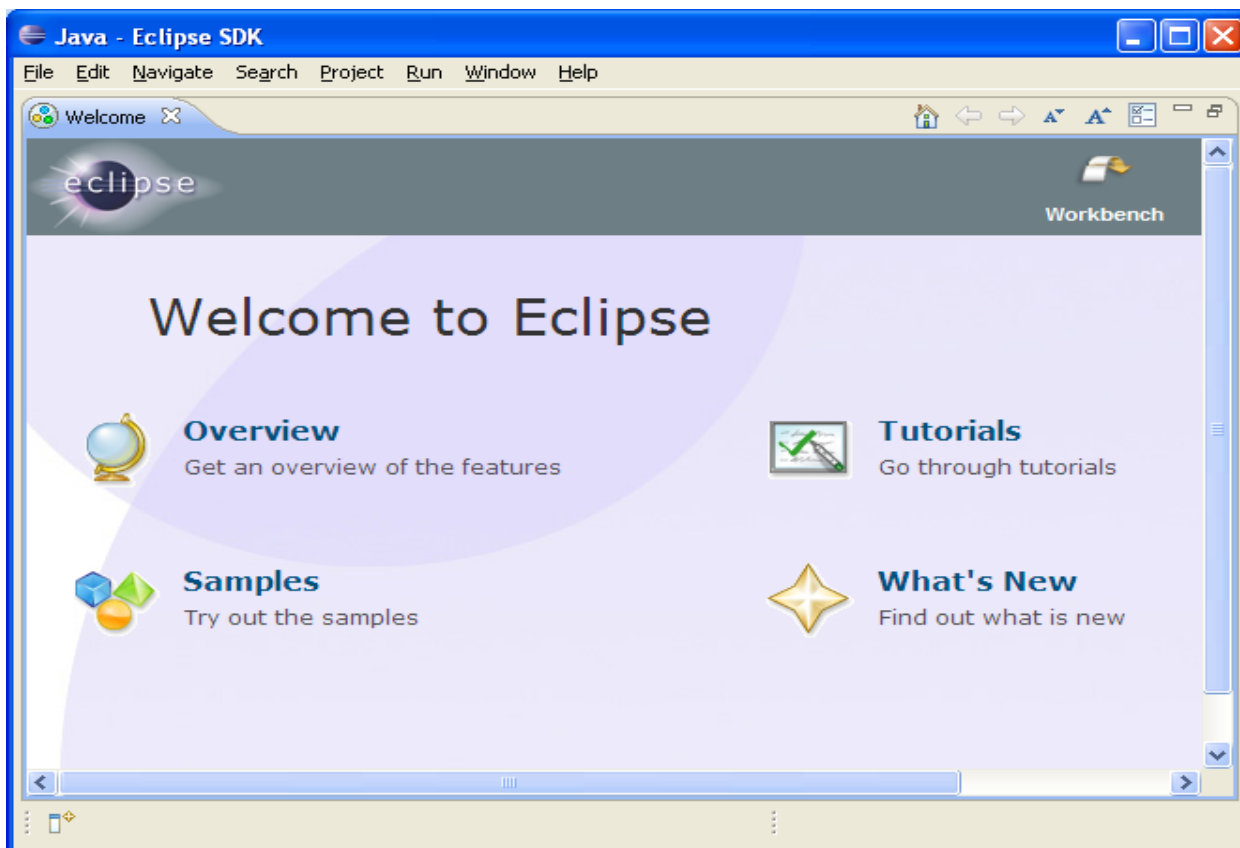 Java - Eclipse SDK
File Edit Navigate Search Project Run Window Help
Welcome
eclipse
Workbench
Welcome to Eclipse
Overview
Get an overview of the features
Tutorials
Go through tutorials
Samples
Try out the samples
What's New
Find out what is new